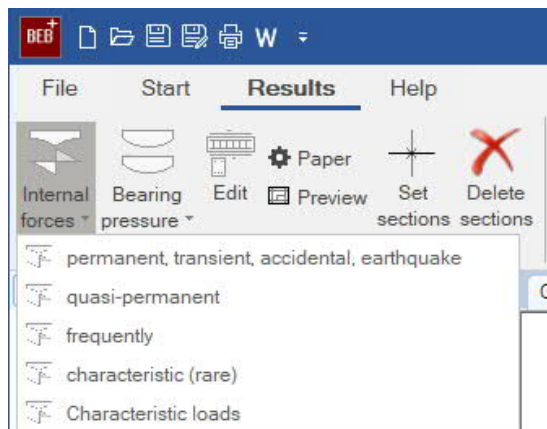 BEB+
W
File Start Results Help
Internal forces
Bearing pressure
Edit
Paper
Preview
Set sections
Delete sections
permanent, transient, accidental, earthquake
quasi-permanent
frequently
characteristic (rare)
Characteristic loads